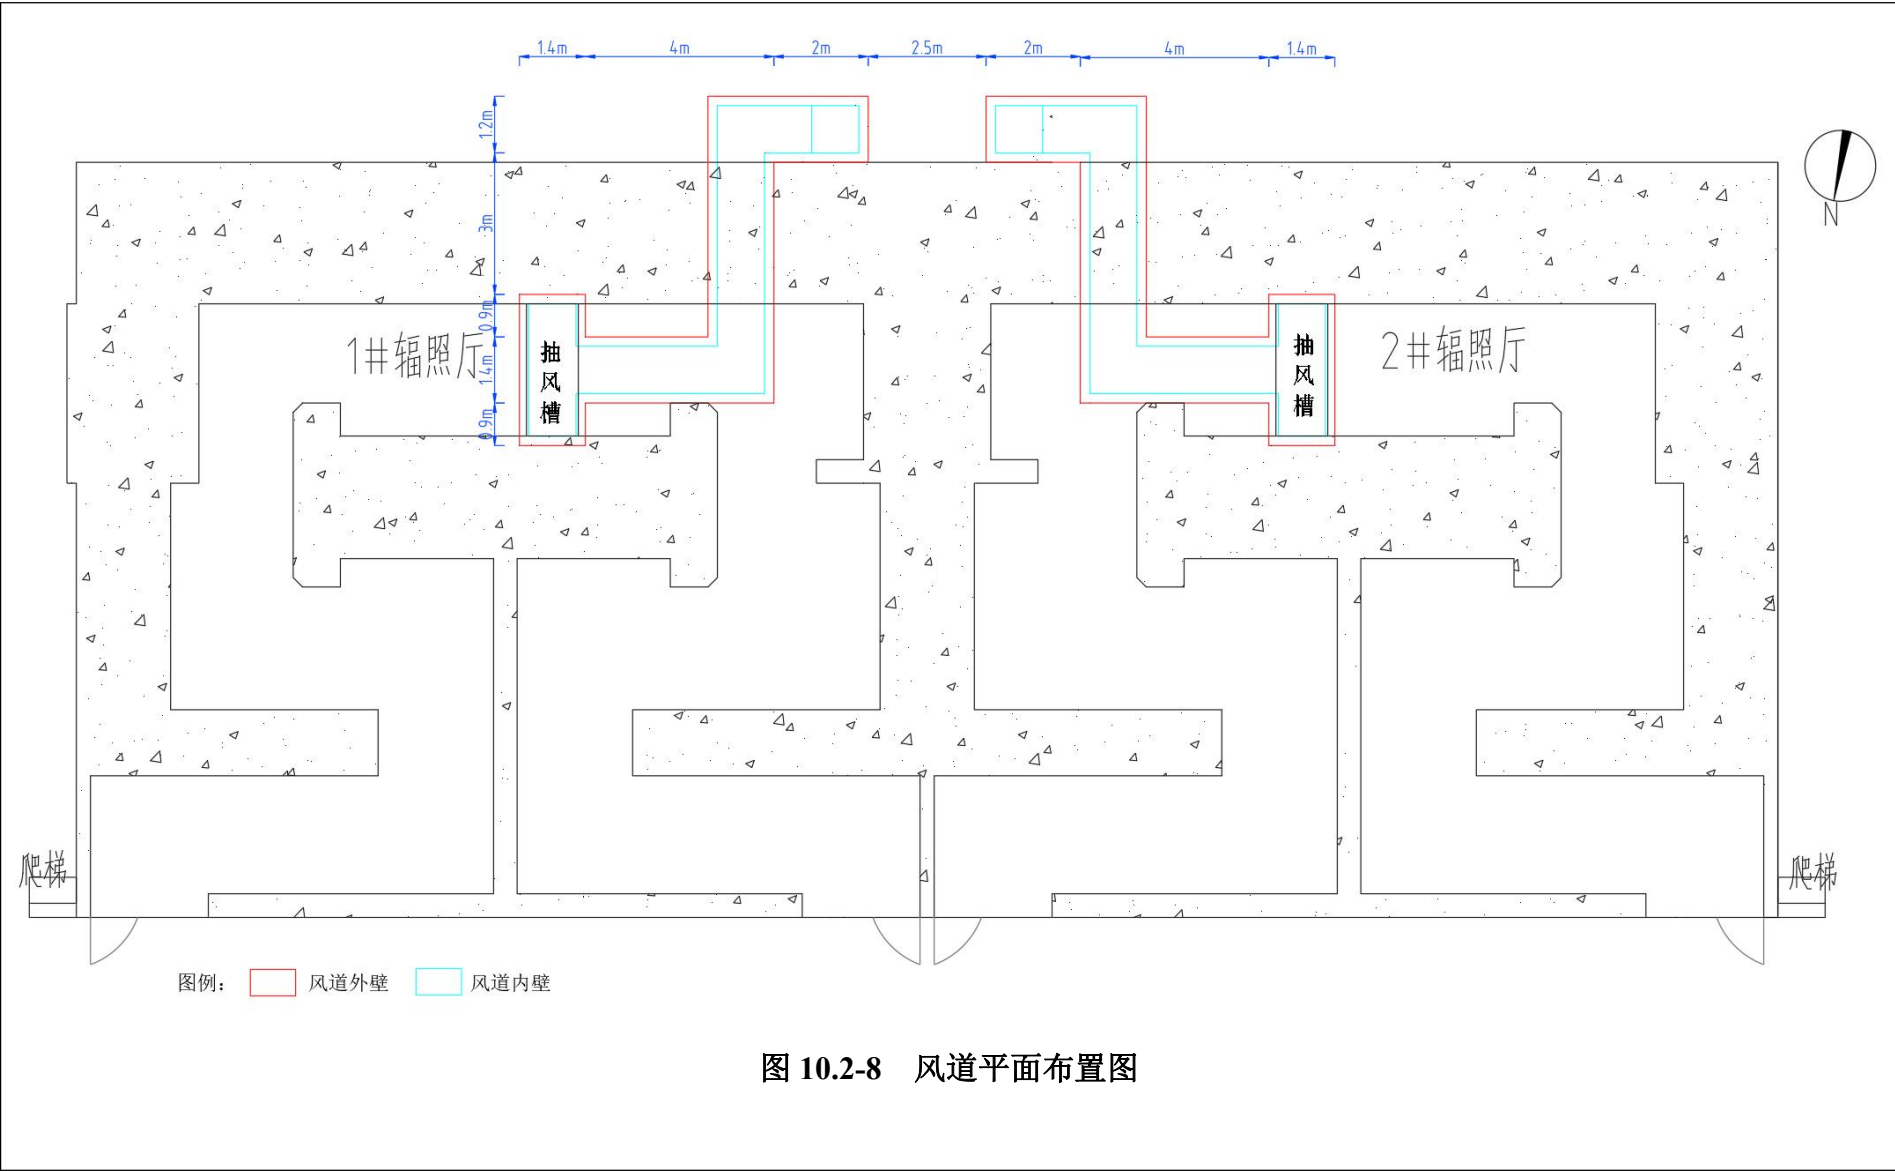 1.4m 4m 2m 2.5m 2m 4m 1.4m
1.2m
3m
0.9m
1.4m
0.9m
N
1#辐照厅
抽
风
槽
抽
风
槽
2#辐照厅
爬梯
爬梯
图例： 风道外壁 风道内壁
图 10.2-8 风道平面布置图